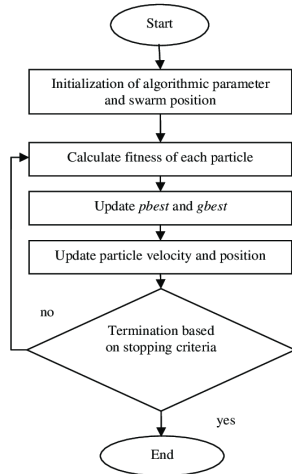 Start
Initialization of algorithmic parameter
and swarm position
Calculate fitness of each particle
Update pbest and gbest
Update particle velocity and position
no
Termination based
on stopping criteria
yes
End